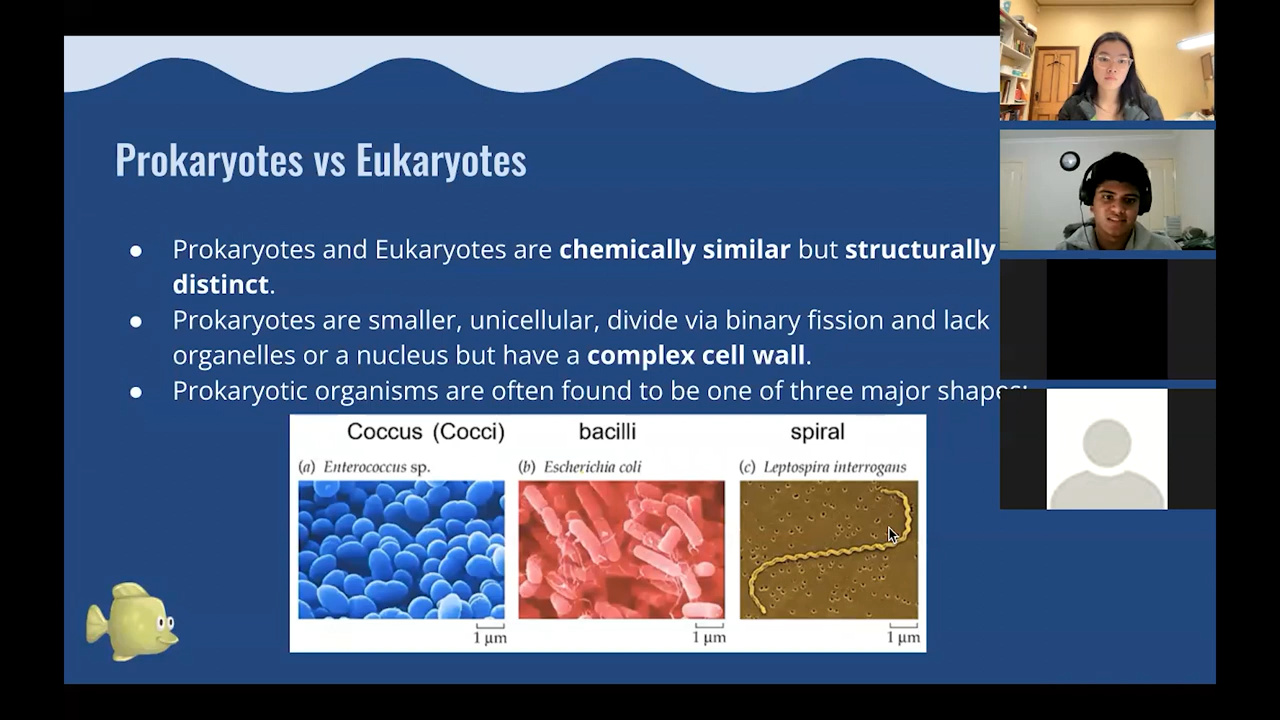 Prokaryotes vs Eukaryotes
● Prokaryotes and Eukaryotes are chemically similar but structurally
distinct.
● Prokaryotes are smaller, unicellular, divide via binary fission and lack
organelles or a nucleus but have a complex cell wall.
● Prokaryotic organisms are often found to be one of three major shapes:
Coccus (Cocci) bacilli spiral
(a) Enterococcus sp. (b) Escherichia coli (c) Leptospira interrogans
1 µm 1 µm 1 µm